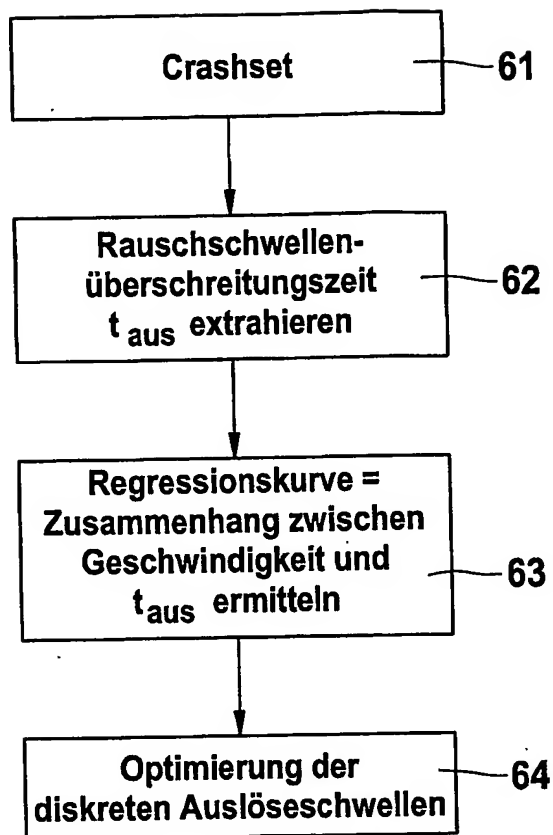 Crashset
61
Rauschschwellen-
überschreitungszeit
t aus extrahieren
62
Regressionskurve =
Zusammenhang zwischen
Geschwindigkeit und
t aus ermitteln
63
Optimierung der
diskreten Auslöseschwellen
64